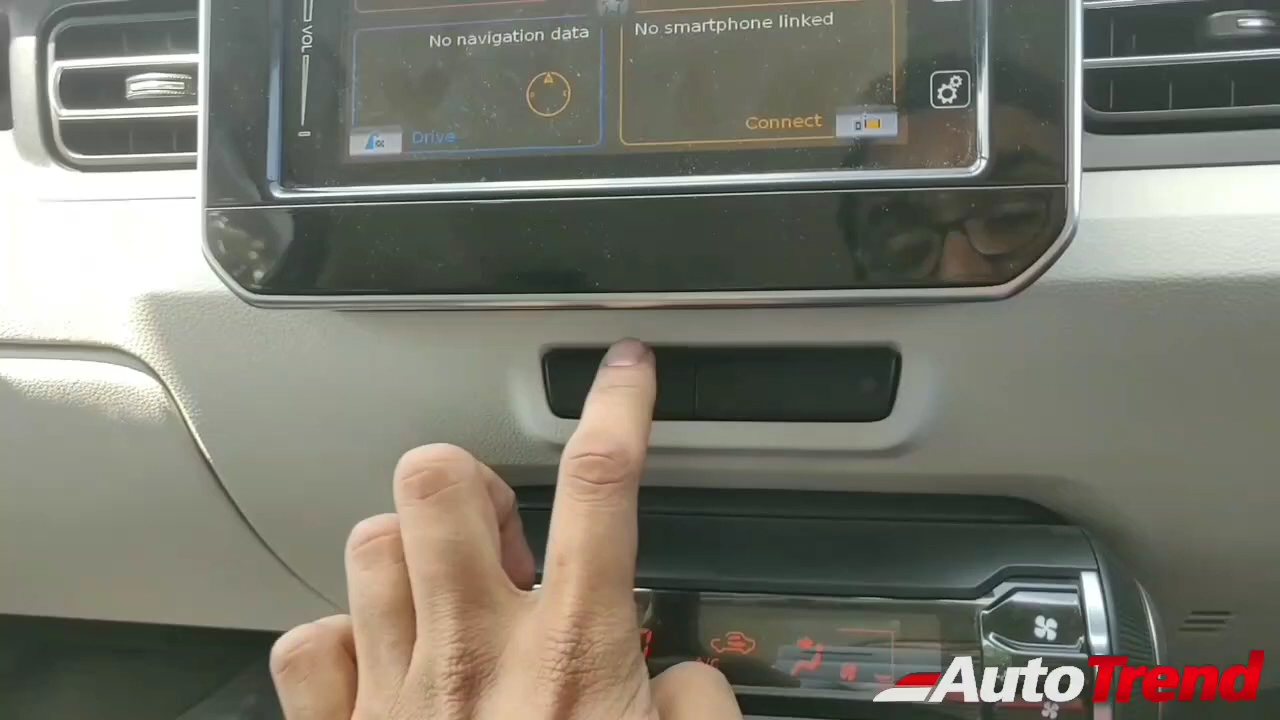 VOL
No navigation data
No smartphone linked
Drive
Connect
AutoTrend